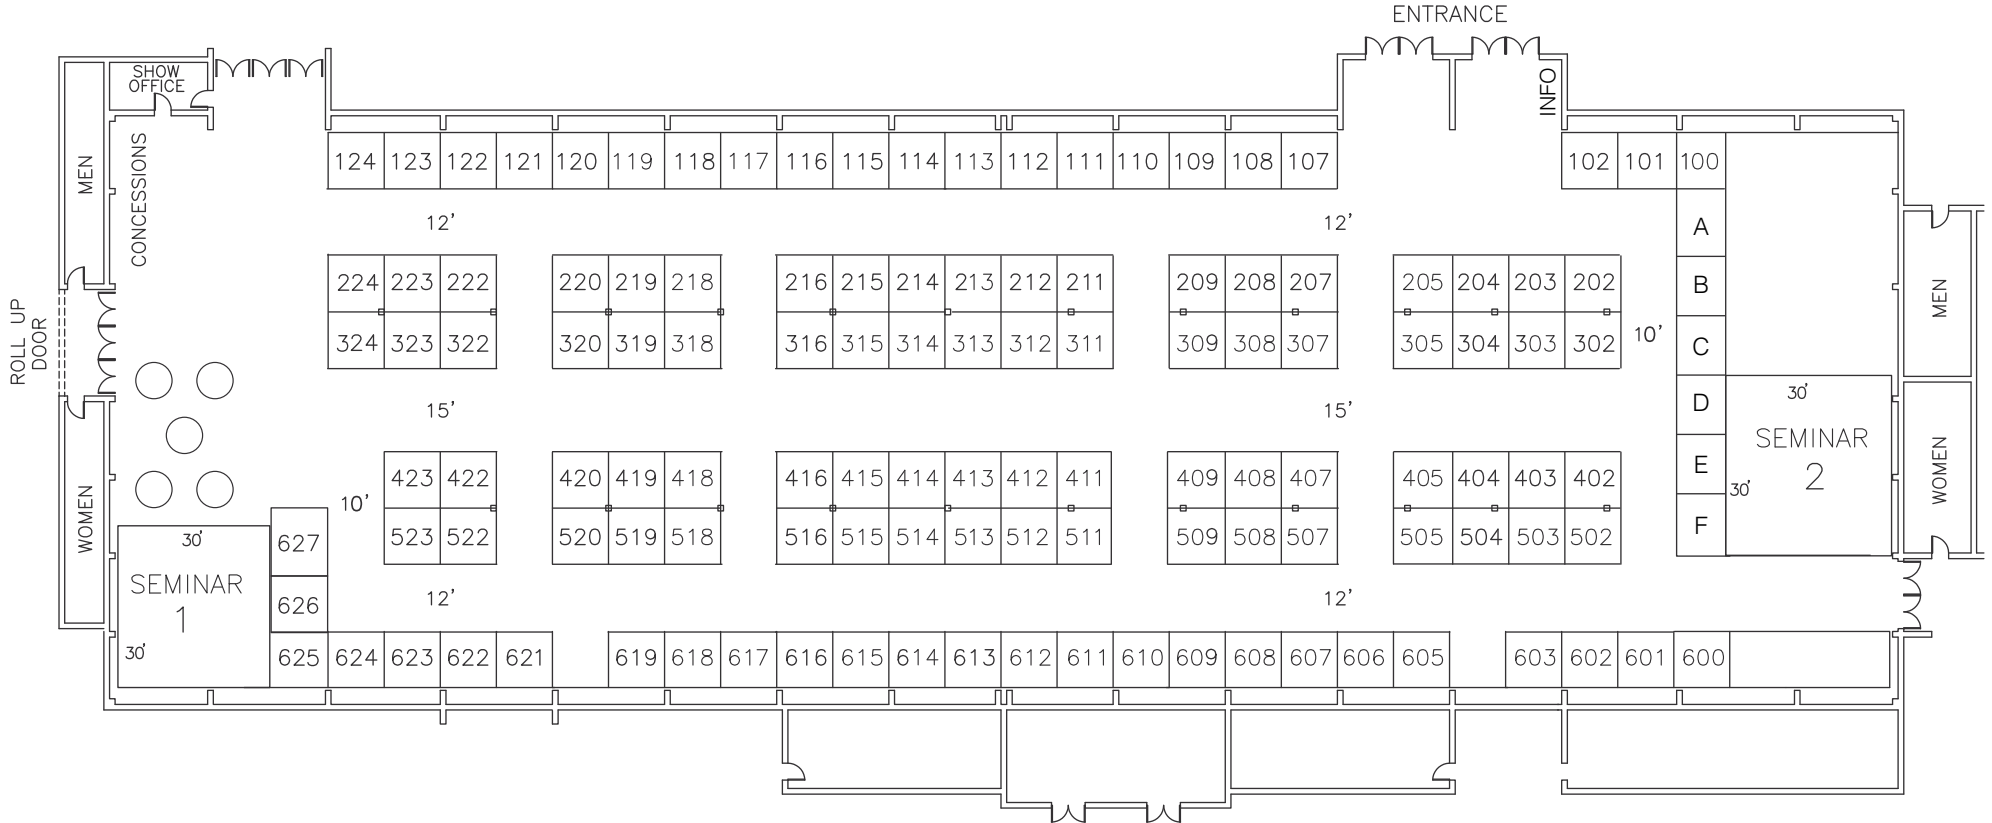 ENTRANCE
SHOW
OFFICE
INFO
MEN
CONCESSIONS
124 123 122 121 120 119 118 117 116 115 114 113 112 111 110 109 108 107 102 101 100
12' 12'
A
224 223 222 220 219 218 216 215 214 213 212 211 209 208 207 205 204 203 202
B
MEN
324 323 322 320 319 318 316 315 314 313 312 311 309 308 307 305 304 303 302
10'
C
ROLL UP
DOOR
15' 15'
D
30'
SEMINAR
2
30'
WOMEN
423 422 420 419 418 416 415 414 413 412 411 409 408 407 405 404 403 402
E
10'
WOMEN
523 522 520 519 518 516 515 514 513 512 511 509 508 507 505 504 503 502
F
627
30'
SEMINAR
1
30'
626
12' 12'
625 624 623 622 621 619 618 617 616 615 614 613 612 611 610 609 608 607 606 605 603 602 601 600